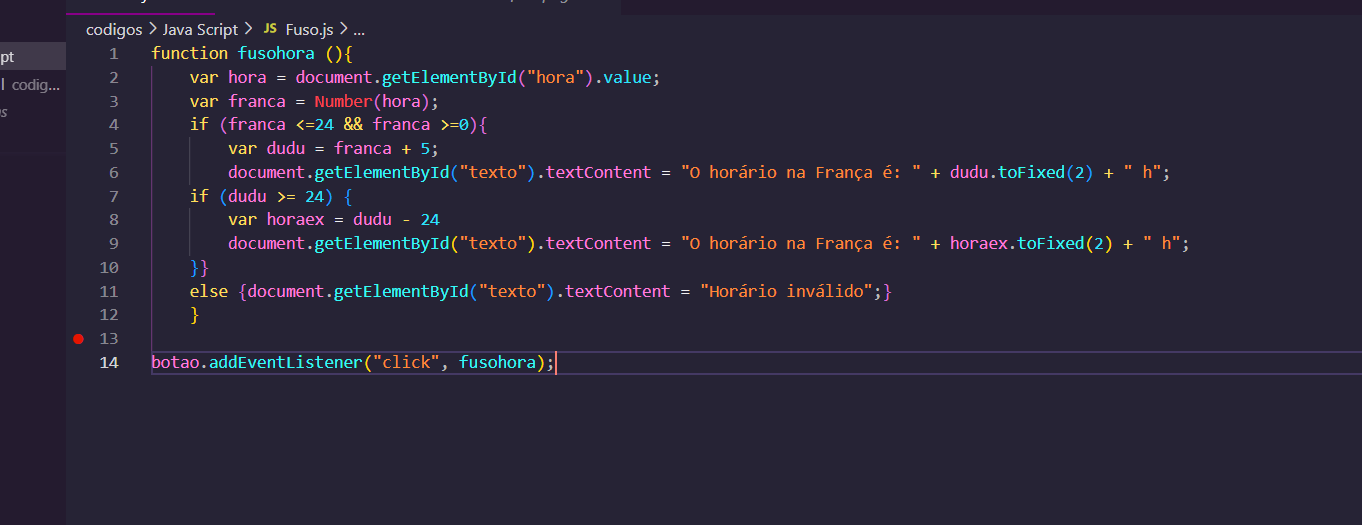 codigos > Java Script > JS Fuso.js > ...
pt
codig...
1 function fusohora (){
2 var hora = document.getElementById("hora").value;
3 var franca = Number(hora);
4 if (franca <=24 && franca >=0){
5 var dudu = franca + 5;
6 document.getElementById("texto").textContent = "O horário na França é: " + dudu.toFixed(2) + " h";
7 if (dudu >= 24) {
8 var horaex = dudu - 24
9 document.getElementById("texto").textContent = "O horário na França é: " + horaex.toFixed(2) + " h";
10 }}
11 else {document.getElementById("texto").textContent = "Horário inválido";}
12 }
13
14 botao.addEventListener("click", fusohora);